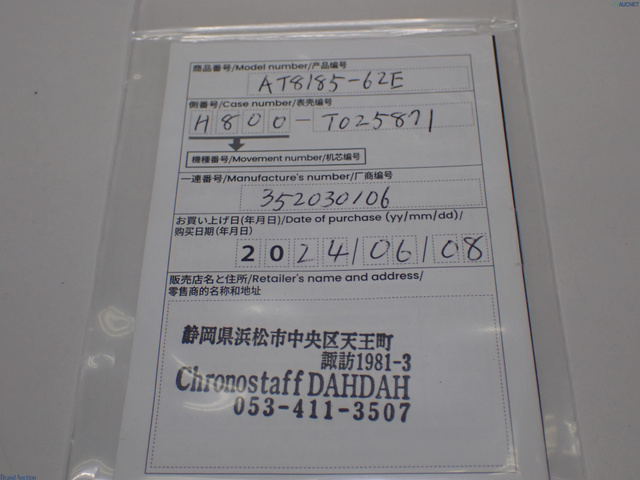 AUCNET
商品番号/Model number/产品编号
AT8185-62E
側番号/Case number/表壳编号
H800-T025871
機種番号/Movement number/机芯编号
一連番号/Manufacture's number/厂商编号
352030106
お買い上げ日(年月日)/Date of purchase (yy/mm/dd)/
购买日期(年月日)
2024/06/08
販売店名と住所/Retailer's name and address/
零售商的名称和地址
静岡県浜松市中央区天王町
諏訪1981-3
Chronostaff DAHDAH
053-411-3507
Brand Auction